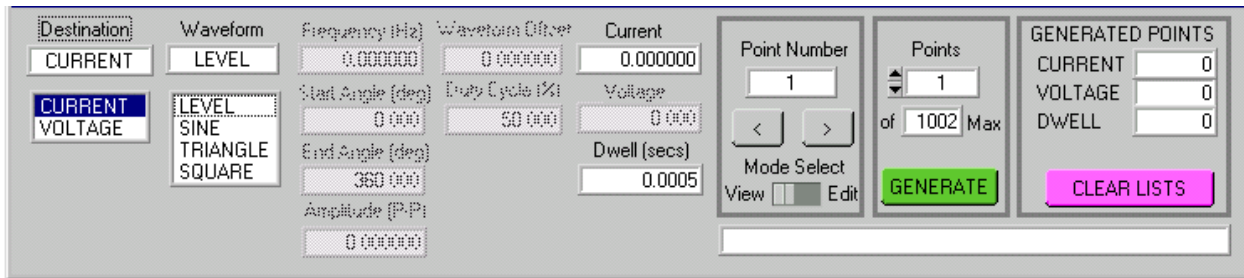 Destination
CURRENT
CURRENT
VOLTAGE
Waveform
LEVEL
LEVEL
SINE
TRIANGLE
SQUARE
Frequency (Hz)
0.000000
Start Angle (deg)
0.000
End Angle (deg)
360.000
Amplitude (P-P)
0.000000
Waveform Offset
0.000000
Duty Cycle (%)
50.000
Current
0.000000
Voltage
0.000
Dwell (secs)
0.0005
Point Number
1
< >
Mode Select
View Edit
Points
1
of 1002 Max
GENERATE
GENERATED POINTS
CURRENT 0
VOLTAGE 0
DWELL 0
CLEAR LISTS